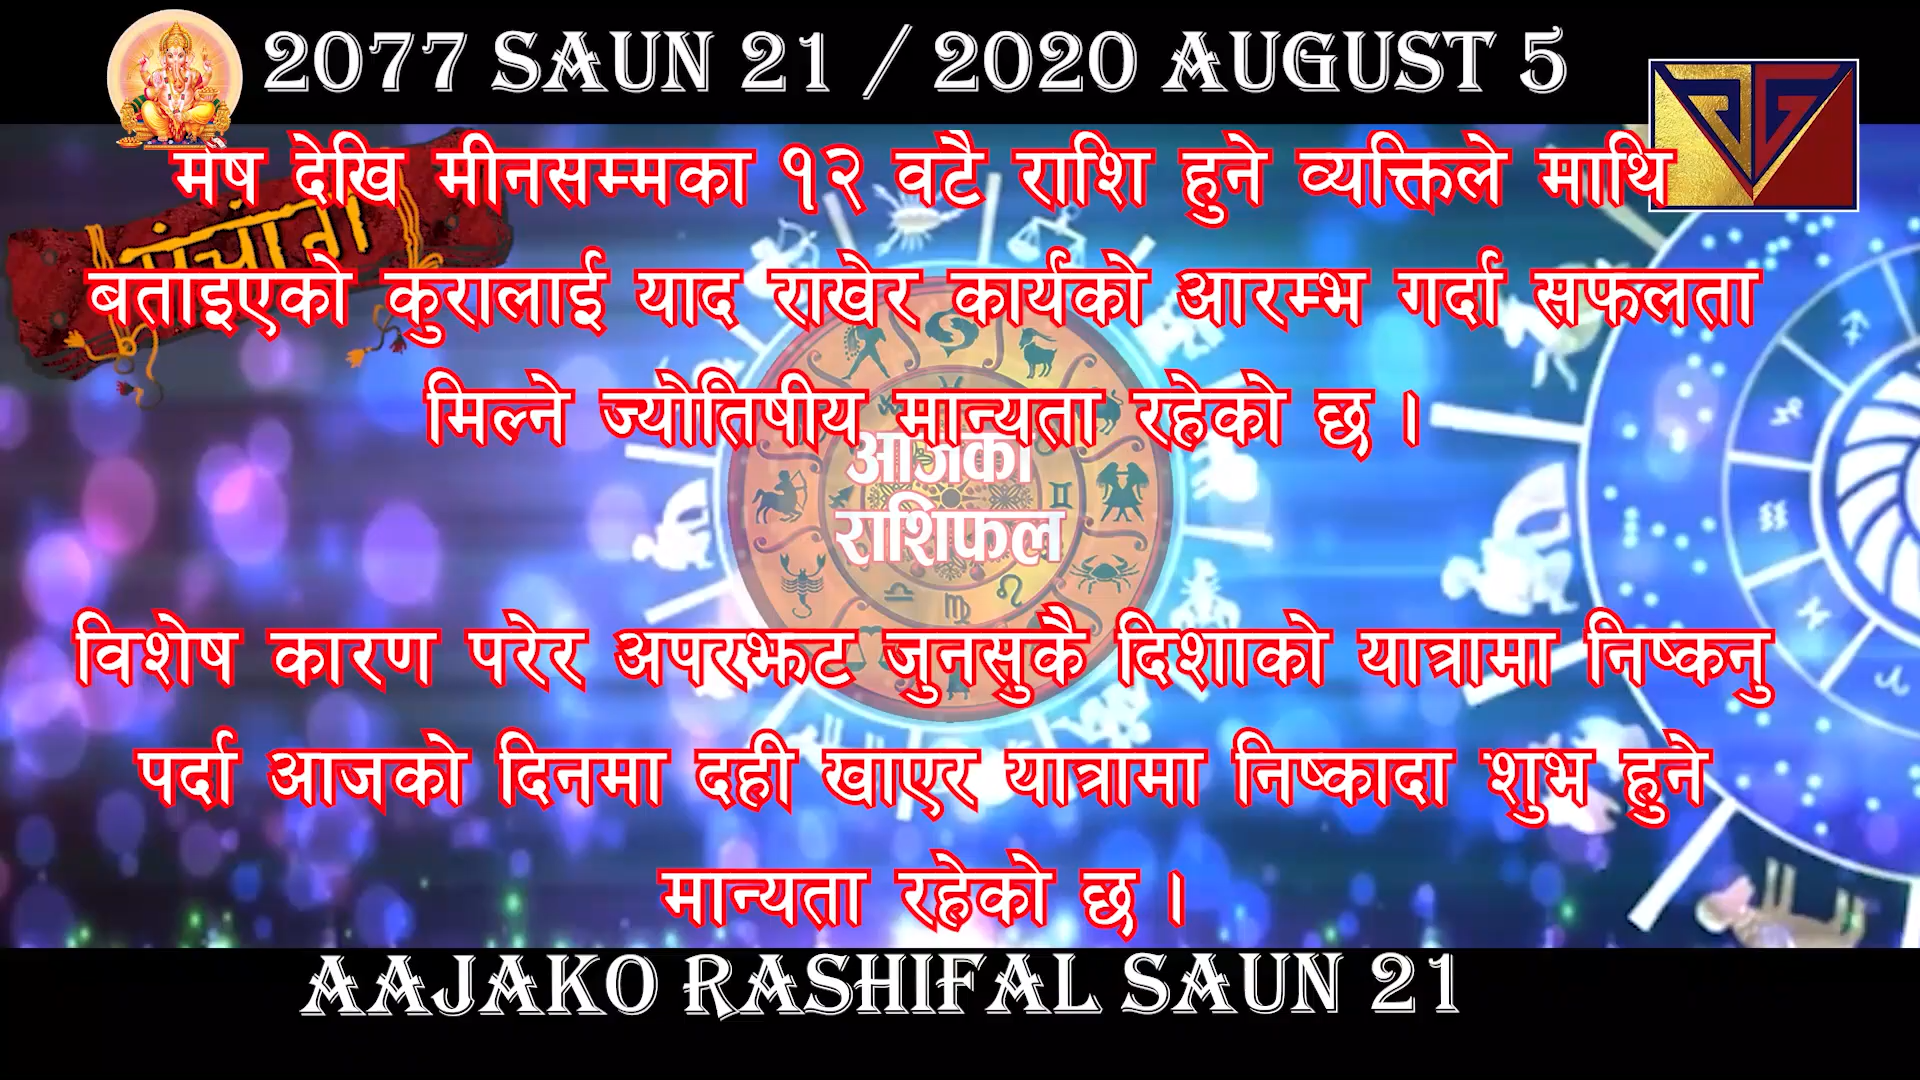 2077 SAUN 21 / 2020 AUGUST 5
मेष देखि मीनसम्मका १२ वटै राशि हुने व्यक्तिले माथि
बताइएको कुरालाई याद राखेर कार्यको आरम्भ गर्दा सफलता
मिल्ने ज्योतिषीय मान्यता रहेको छ ।
आजको
राशिफल
विशेष कारण परेर अपरझट जुनसुकै दिशाको यात्रामा निष्कनु
पर्दा आजको दिनमा दही खाएर यात्रामा निष्कादा शुभ हुने
मान्यता रहेको छ ।
AAJAKO RASHIFAL SAUN 21